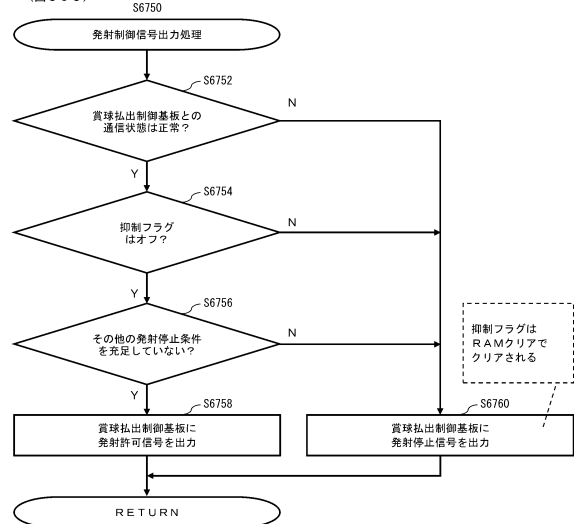 S6750
発射制御信号出力処理
S6752
N
賞球払出制御基板との
通信状態は正常？
Y
S6754
N
抑制フラグ
はオフ？
Y
S6756
N
その他の発射停止条件
を充足していない？
抑制フラグは
ＲＡＭクリアで
クリアされる
Y
S6758
S6760
賞球払出制御基板に
発射許可信号を出力
賞球払出制御基板に
発射停止信号を出力
ＲＥＴＵＲＮ